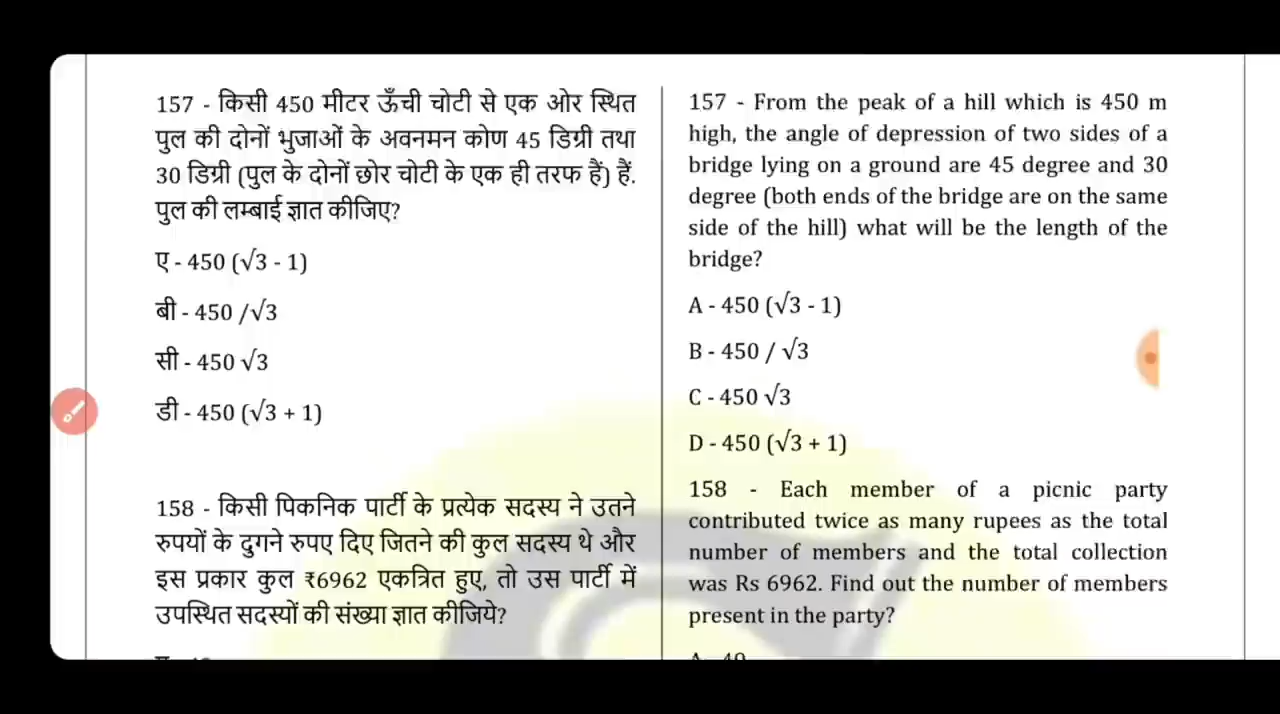 157 - किसी 450 मीटर ऊँची चोटी से एक ओर स्थित
पुल की दोनों भुजाओं के अवनमन कोण 45 डिग्री तथा
30 डिग्री (पुल के दोनों छोर चोटी के एक ही तरफ हैं) हैं.
पुल की लम्बाई ज्ञात कीजिए?
ए - 450 (√3 - 1)
बी - 450 /√3
सी - 450 √3
डी - 450 (√3 + 1)
158 - किसी पिकनिक पार्टी के प्रत्येक सदस्य ने उतने
रुपयों के दुगने रुपए दिए जितने की कुल सदस्य थे और
इस प्रकार कुल ₹6962 एकत्रित हुए, तो उस पार्टी में
उपस्थित सदस्यों की संख्या ज्ञात कीजिये?
157 - From the peak of a hill which is 450 m
high, the angle of depression of two sides of a
bridge lying on a ground are 45 degree and 30
degree (both ends of the bridge are on the same
side of the hill) what will be the length of the
bridge?
A - 450 (√3 - 1)
B - 450 / √3
C - 450 √3
D - 450 (√3 + 1)
158 - Each member of a picnic party
contributed twice as many rupees as the total
number of members and the total collection
was Rs 6962. Find out the number of members
present in the party?